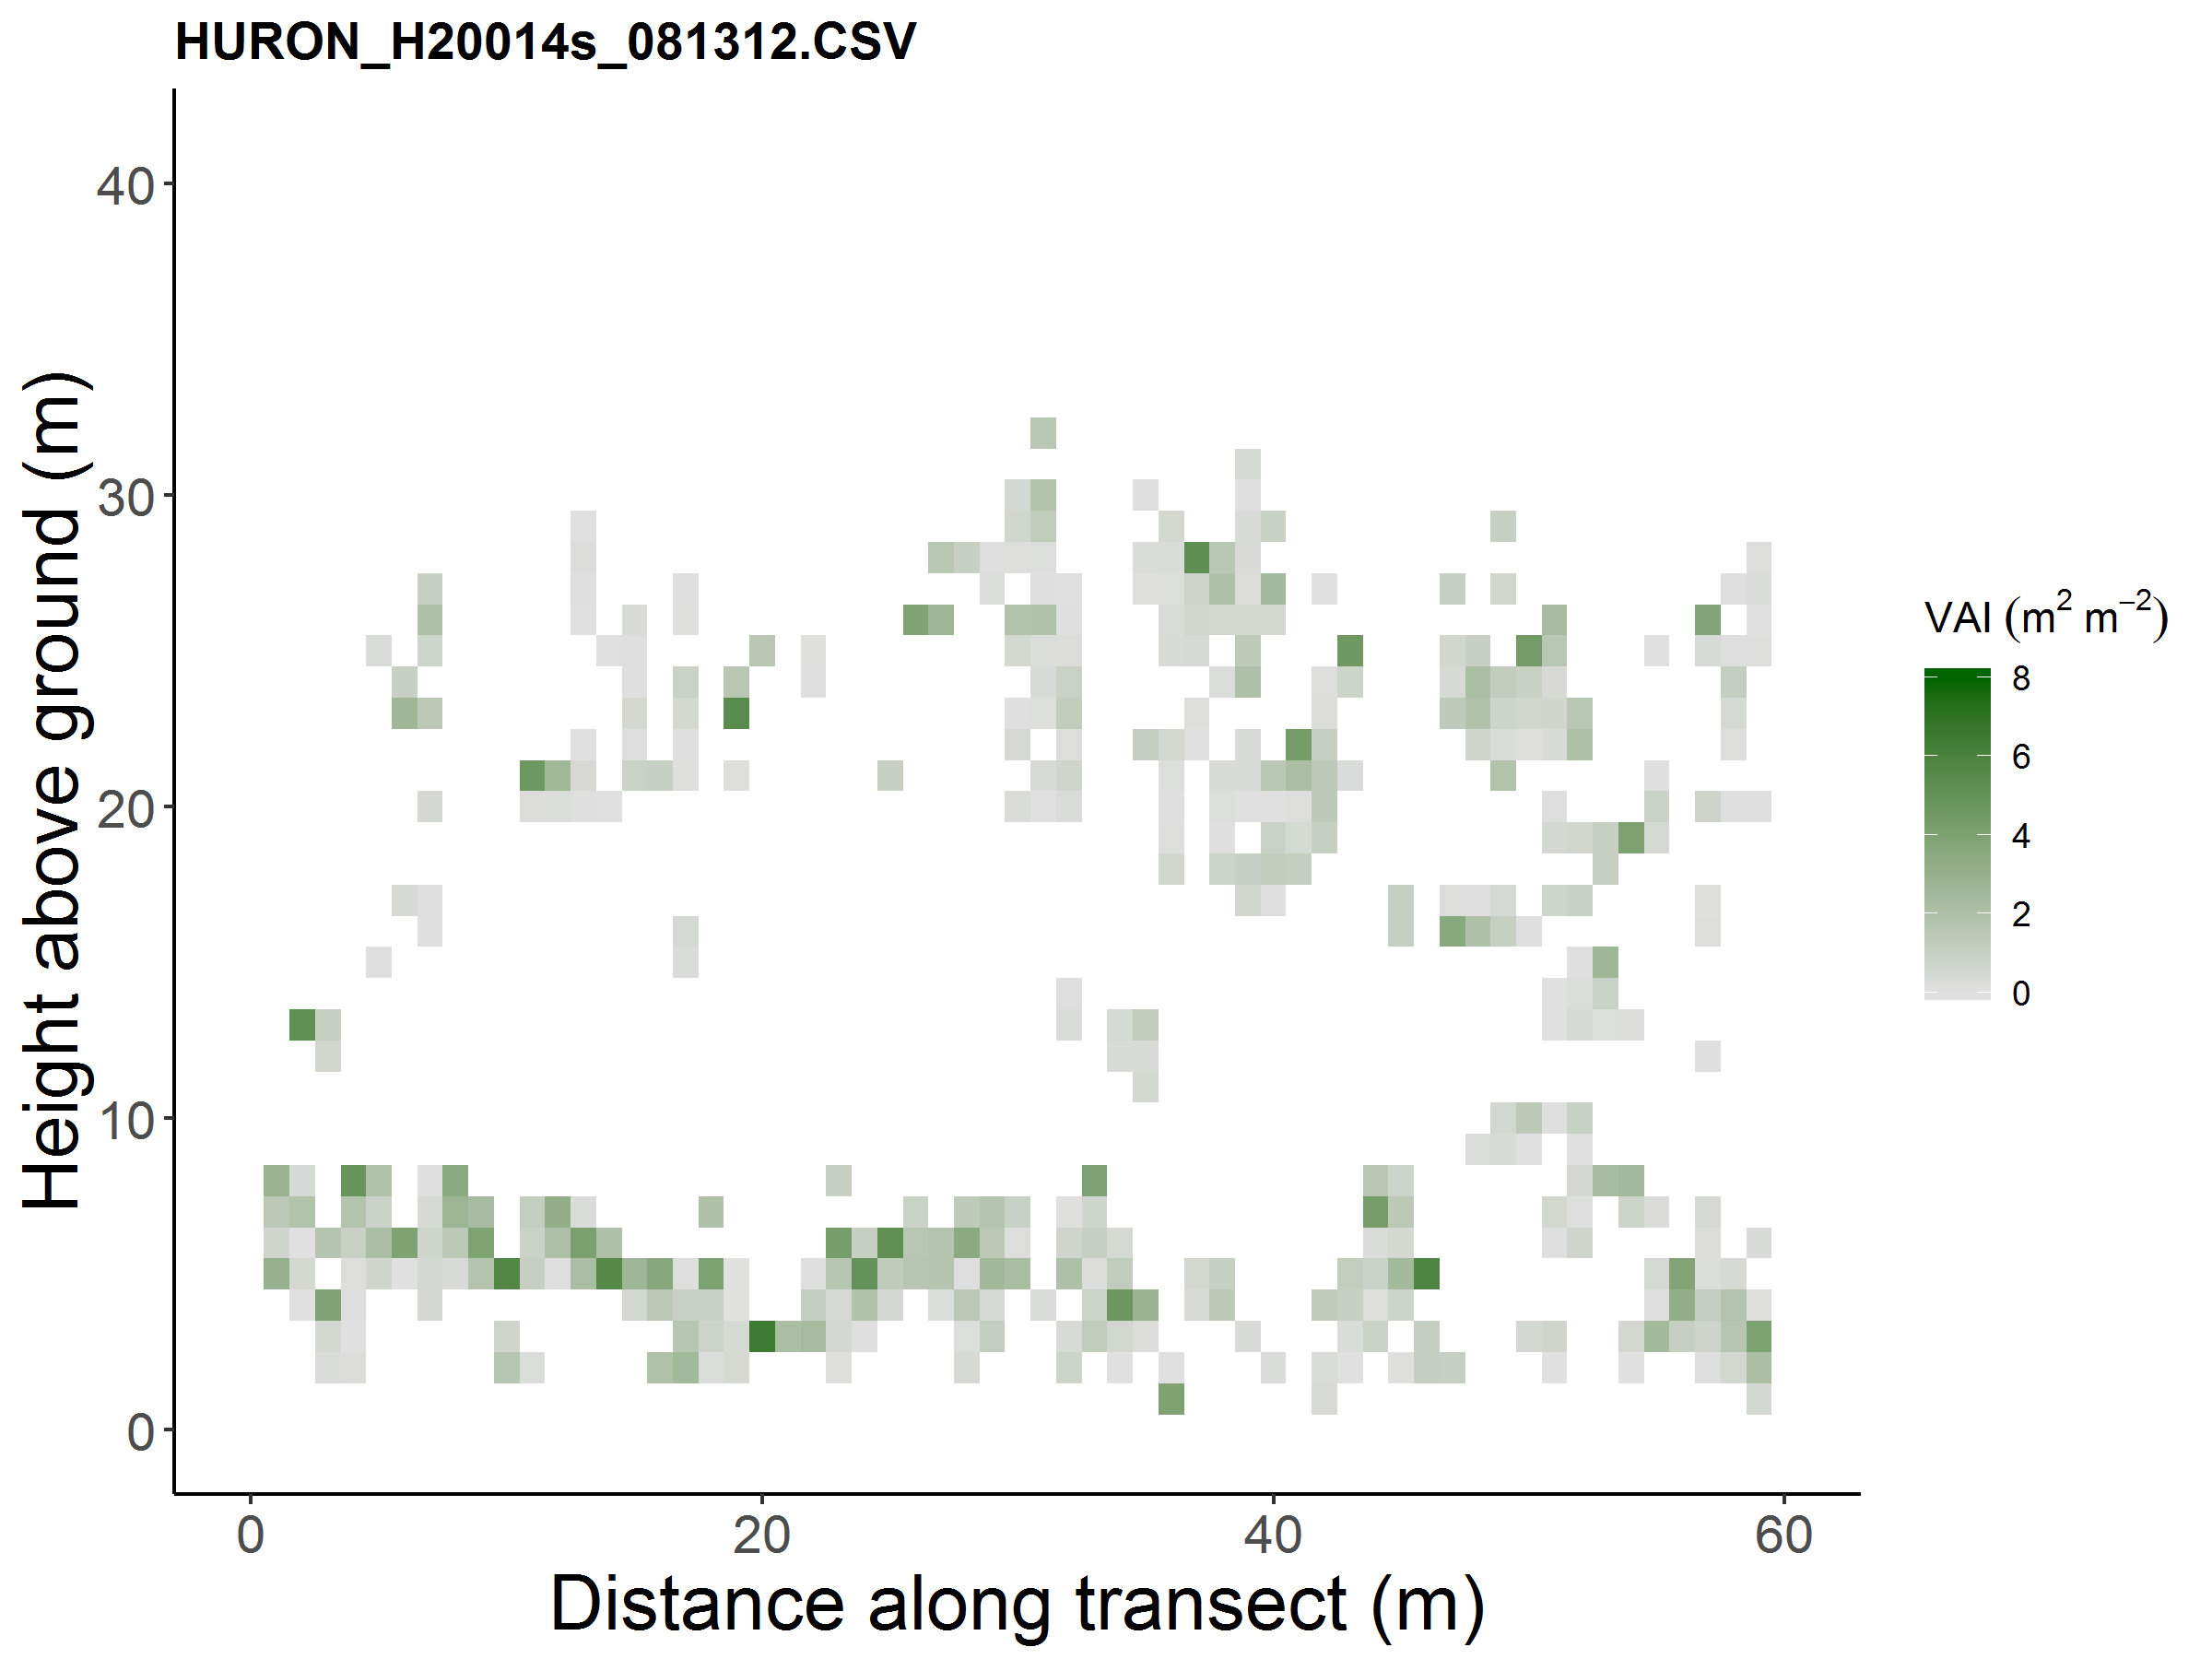 HURON_H20014s_081312.CSV
Height above ground (m)
40
30
20
10
0
0 20 40 60
Distance along transect (m)
VAI (m² m⁻²)
8
6
4
2
0